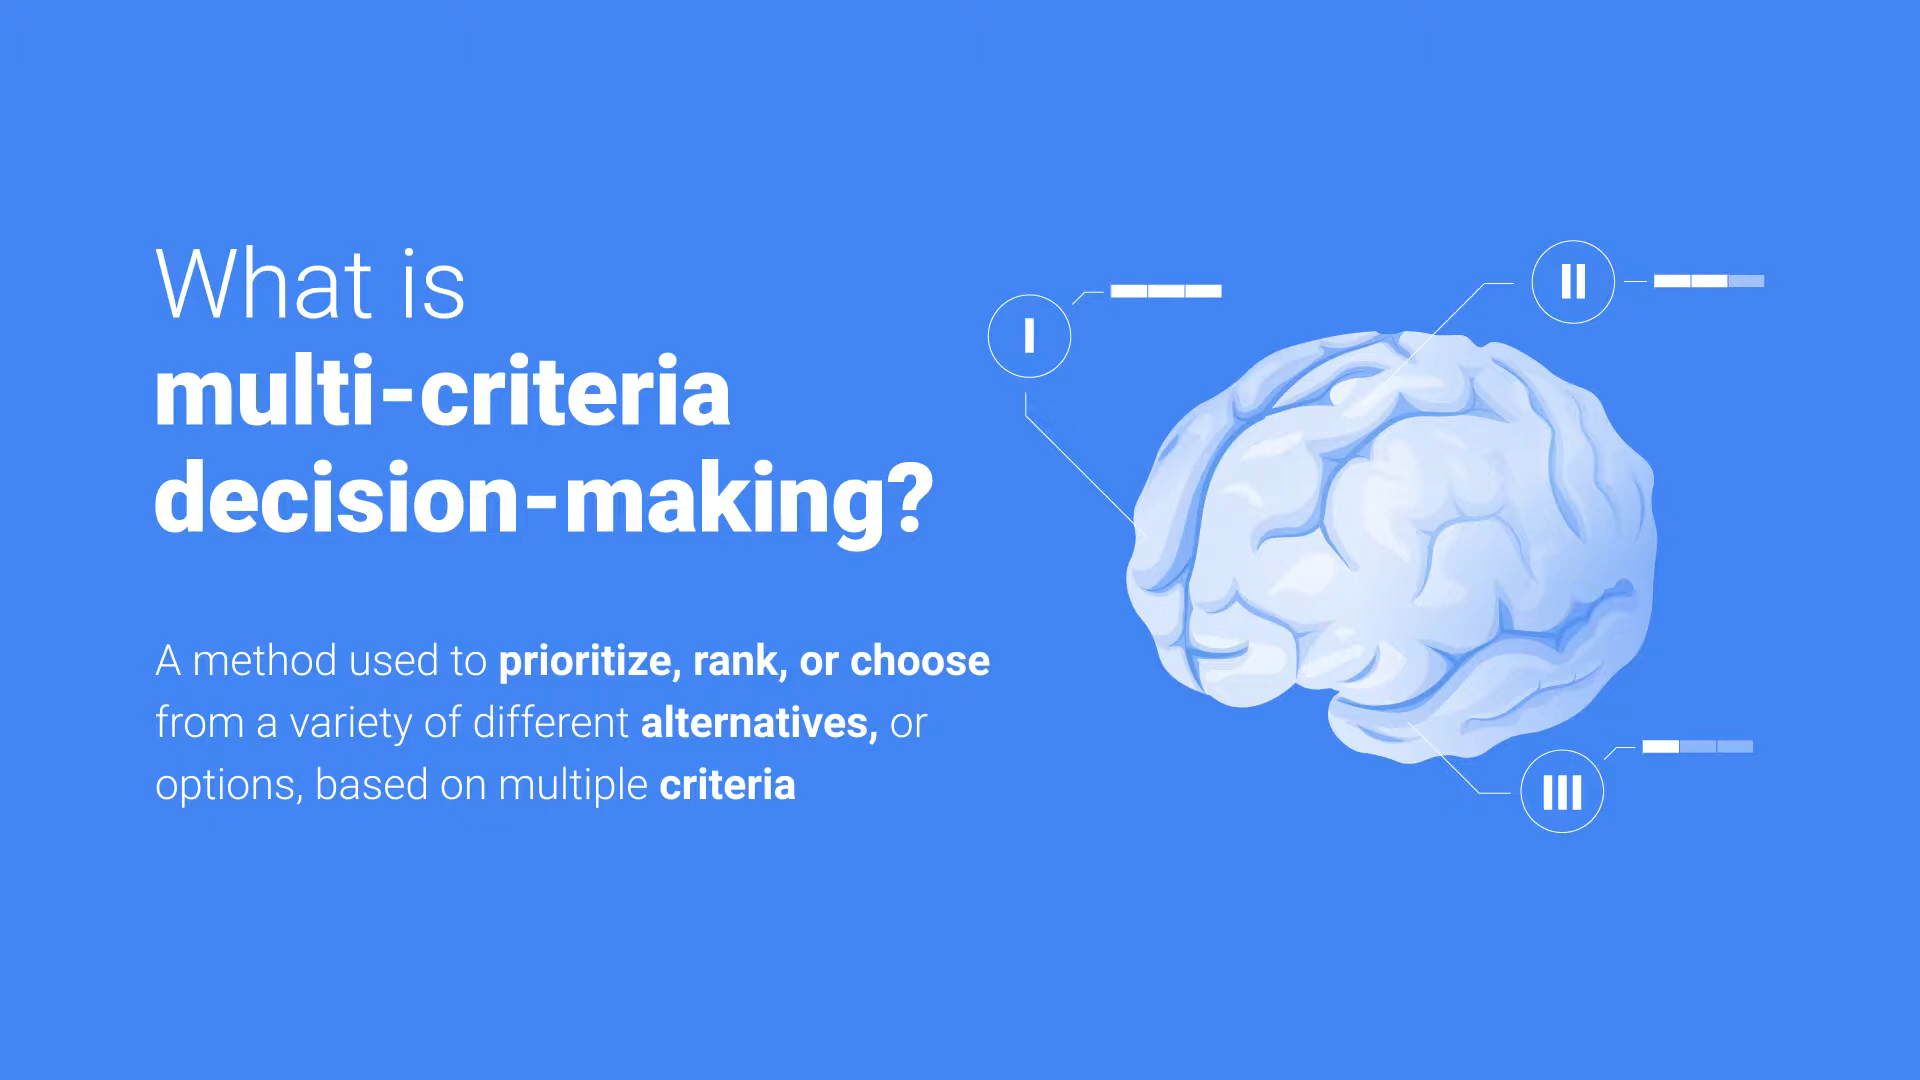 What is
multi-criteria
decision-making?
A method used to prioritize, rank, or choose
from a variety of different alternatives, or
options, based on multiple criteria
I
II
III